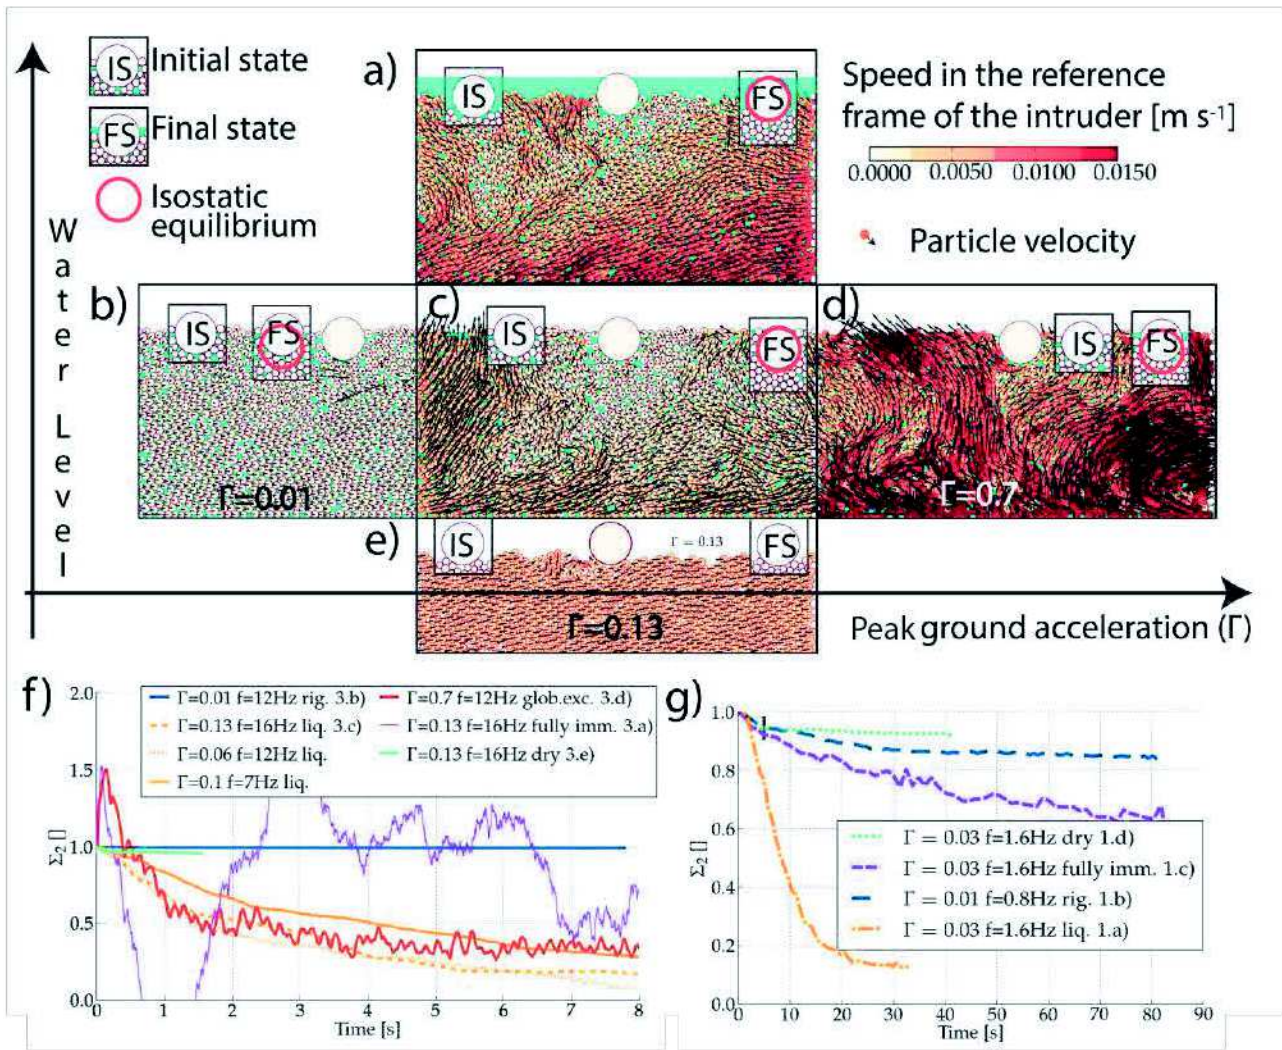 IS Initial state
FS Final state
Isostatic
equilibrium
Water Level
a)
IS
FS
Speed in the reference
frame of the intruder [m s-1]
0.0000 0.0050 0.0100 0.0150
Particle velocity
b)
IS
FS
Γ=0.01
c)
IS
FS
d)
IS
FS
Γ=0.7
e)
IS
Γ = 0.13
FS
Γ=0.13
Peak ground acceleration (Γ)
f)
Γ=0.01 f=12Hz rig. 3.b)
Γ=0.13 f=16Hz liq. 3.c)
Γ=0.06 f=12Hz liq.
Γ=0.1 f=7Hz liq.
Γ=0.7 f=12Hz glob.exc. 3.d)
Γ=0.13 f=16Hz fully imm. 3.a)
Γ=0.13 f=16Hz dry 3.e)
2.0
1.5
1.0
0.5
0.0
Σ2 []
0 1 2 3 4 5 6 7 8
Time [s]
g)
1.0
0.8
0.6
0.4
0.2
0.0
Σ2 []
Γ = 0.03 f=1.6Hz dry 1.d)
Γ = 0.03 f=1.6Hz fully imm. 1.c)
Γ = 0.01 f=0.8Hz rig. 1.b)
Γ = 0.03 f=1.6Hz liq. 1.a)
0 10 20 30 40 50 60 70 80 90
Time [s]